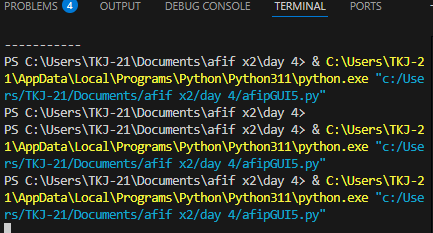 PROBLEMS 4 OUTPUT DEBUG CONSOLE TERMINAL PORTS
-----------
PS C:\Users\TKJ-21\Documents\afif x2\day 4> & C:\Users\TKJ-2
1\AppData\Local\Programs\Python\Python311\python.exe "c:/Use
rs/TKJ-21/Documents/afif x2/day 4/afipGUI5.py"
PS C:\Users\TKJ-21\Documents\afif x2\day 4>
PS C:\Users\TKJ-21\Documents\afif x2\day 4> & C:\Users\TKJ-2
1\AppData\Local\Programs\Python\Python311\python.exe "c:/Use
rs/TKJ-21/Documents/afif x2/day 4/afipGUI5.py"
PS C:\Users\TKJ-21\Documents\afif x2\day 4> & C:\Users\TKJ-2
1\AppData\Local\Programs\Python\Python311\python.exe "c:/Use
rs/TKJ-21/Documents/afif x2/day 4/afipGUI5.py"